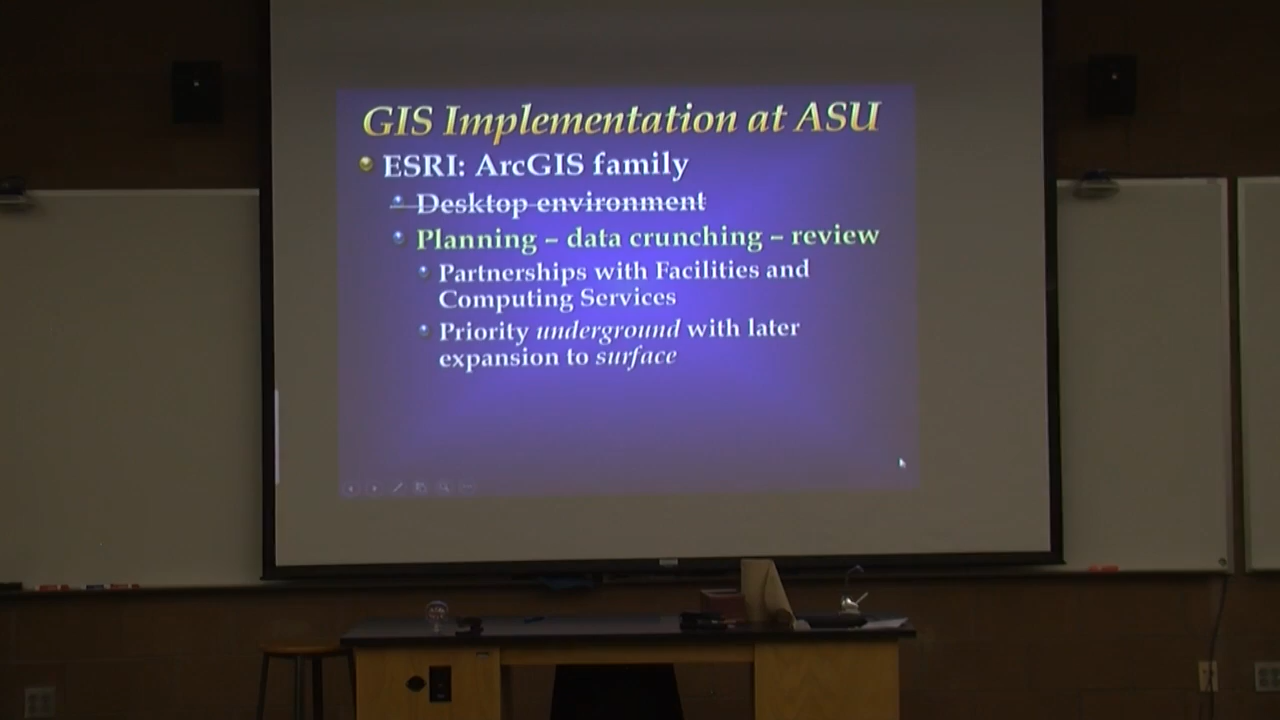 GIS Implementation at ASU
ESRI: ArcGIS family
Desktop environment
Planning – data crunching – review
Partnerships with Facilities and
Computing Services
Priority underground with later
expansion to surface